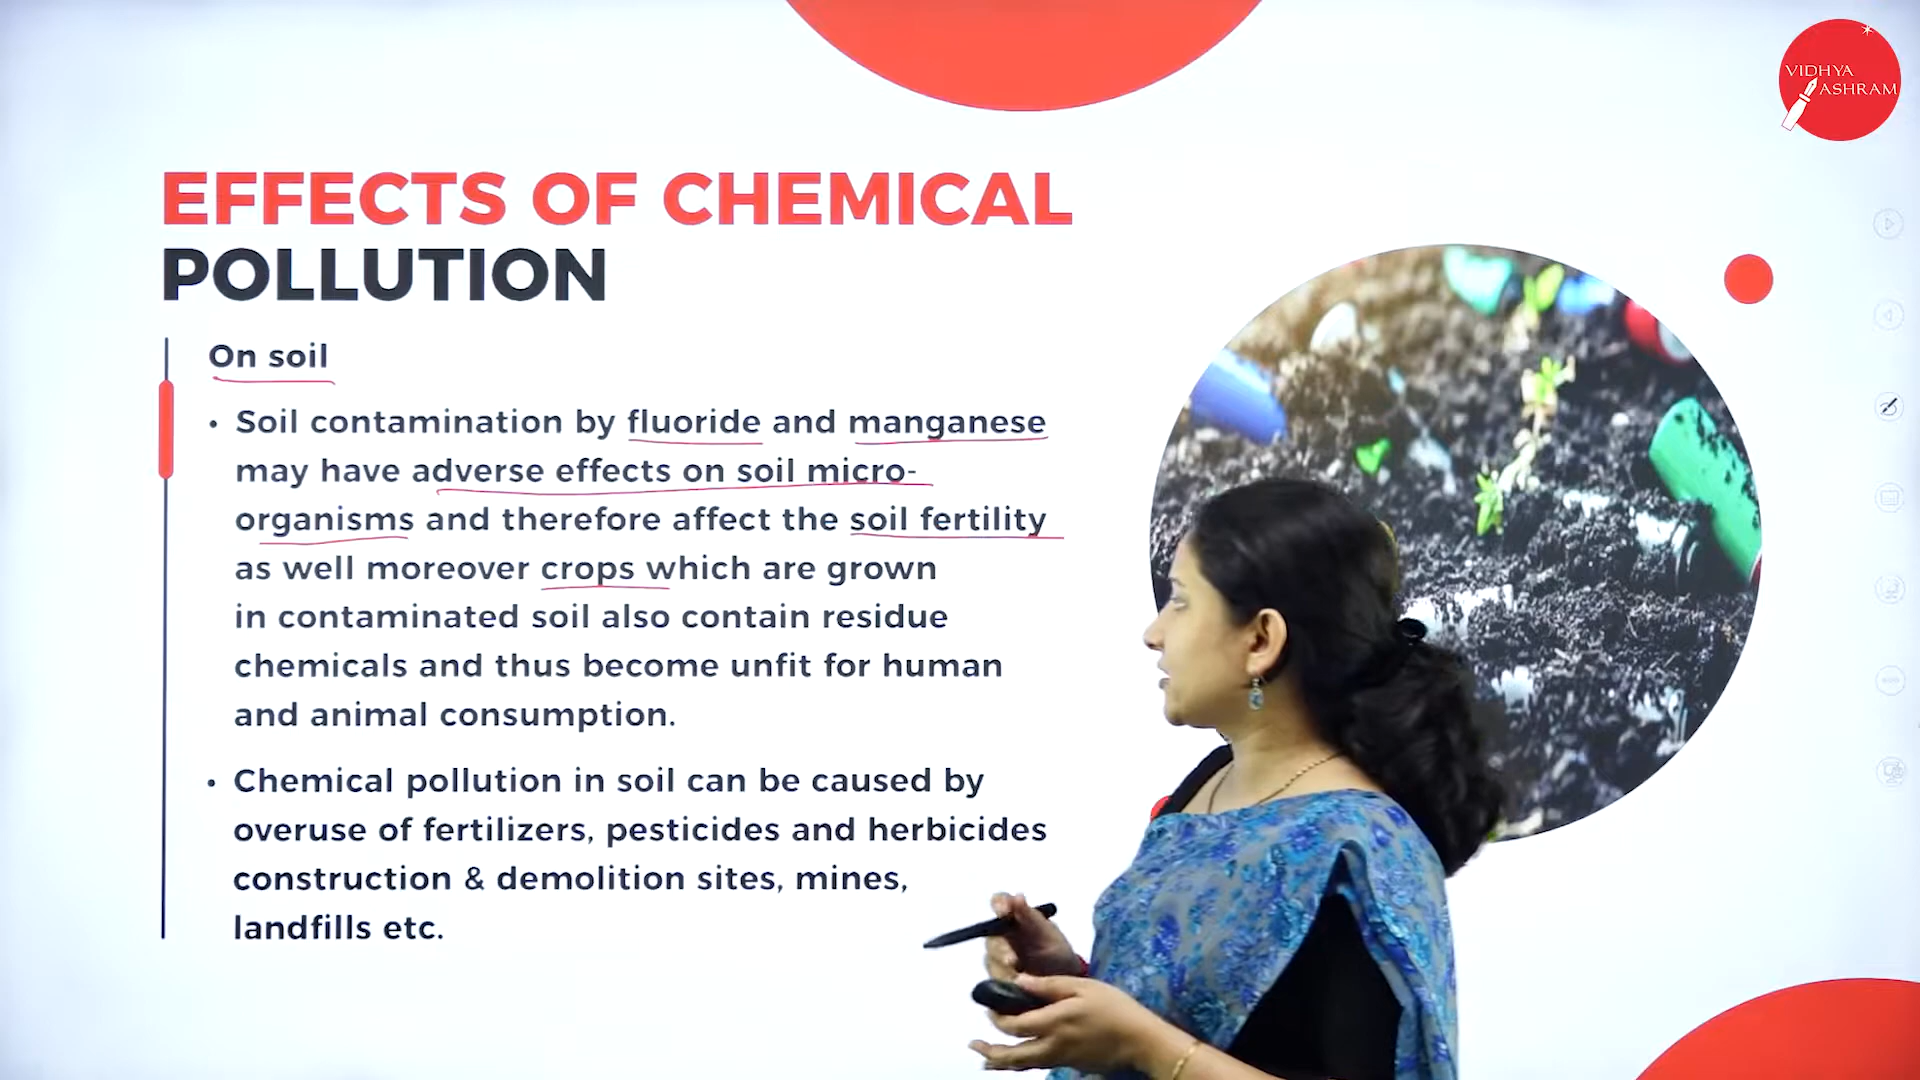 VIDHYA
ASHRAM
EFFECTS OF CHEMICAL
POLLUTION
On soil
• Soil contamination by fluoride and manganese
may have adverse effects on soil micro-
organisms and therefore affect the soil fertility
as well moreover crops which are grown
in contaminated soil also contain residue
chemicals and thus become unfit for human
and animal consumption.
• Chemical pollution in soil can be caused by
overuse of fertilizers, pesticides and herbicides
construction & demolition sites, mines,
landfills etc.